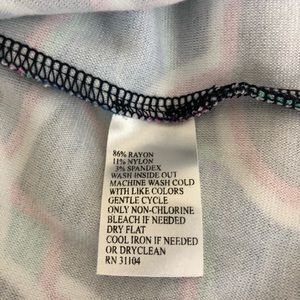 86% RAYON
11% NYLON
3% SPANDEX
WASH INSIDE OUT
MACHINE WASH COLD
WITH LIKE COLORS
GENTLE CYCLE
ONLY NON-CHLORINE
BLEACH IF NEEDED
DRY FLAT
COOL IRON IF NEEDED
OR DRYCLEAN
RN 31104